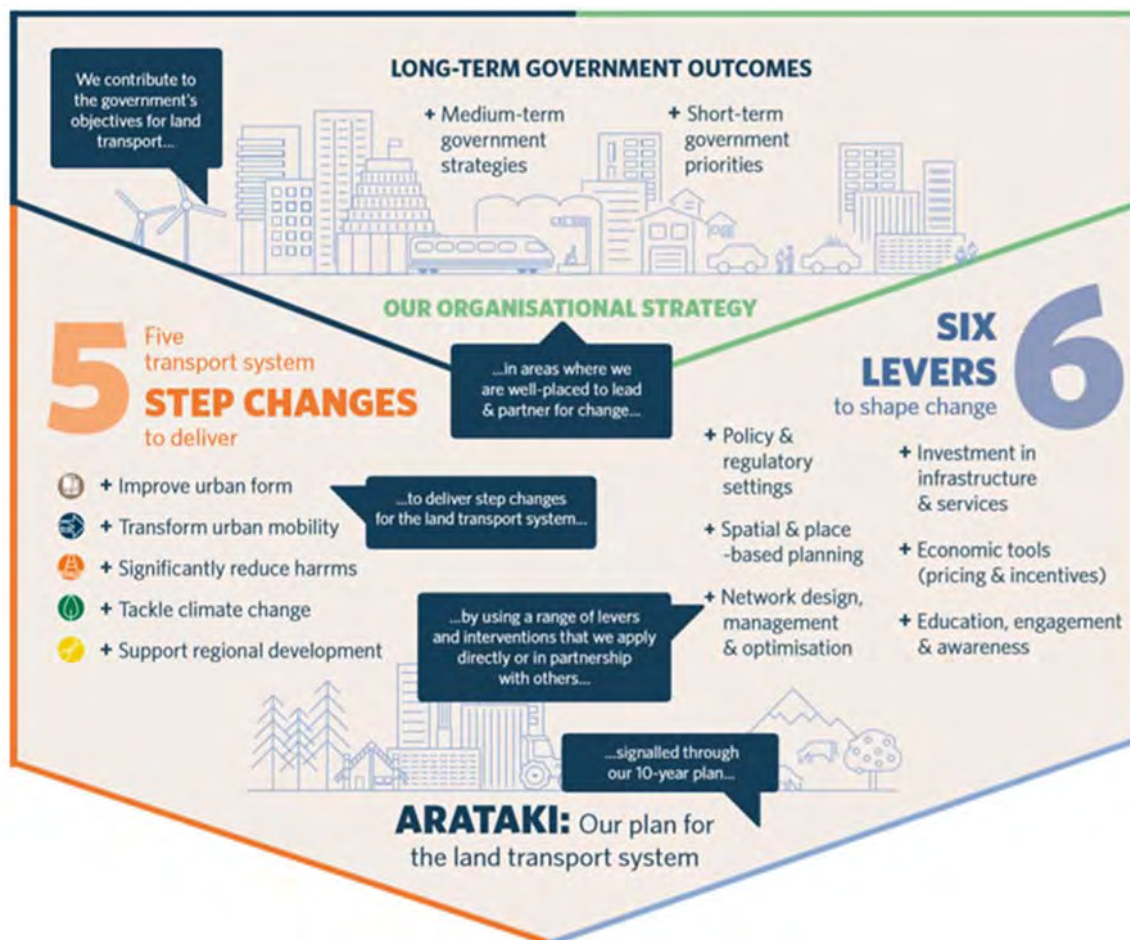 We contribute to
the government's
objectives for land
transport...
LONG-TERM GOVERNMENT OUTCOMES
+ Medium-term
government
strategies
+ Short-term
government
priorities
OUR ORGANISATIONAL STRATEGY
...in areas where we
are well-placed to lead
& partner for change...
5
Five
transport system
STEP CHANGES
to deliver
+ Improve urban form
+ Transform urban mobility
+ Significantly reduce harrms
+ Tackle climate change
+ Support regional development
...to deliver step changes
for the land transport system...
SIX
LEVERS
to shape change
6
+ Policy &
regulatory
settings
+ Spatial & place
-based planning
+ Network design,
management
& optimisation
+ Investment in
infrastructure
& services
+ Economic tools
(pricing & incentives)
+ Education, engagement
& awareness
...by using a range of levers
and interventions that we apply
directly or in partnership
with others...
...signalled through
our 10-year plan...
ARATAKI: Our plan for
the land transport system